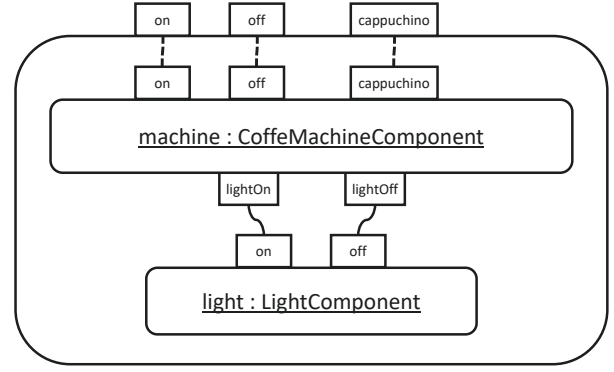 on off cappuchino
on off cappuchino
machine : CoffeMachineComponent
lightOn lightOff
on off
light : LightComponent